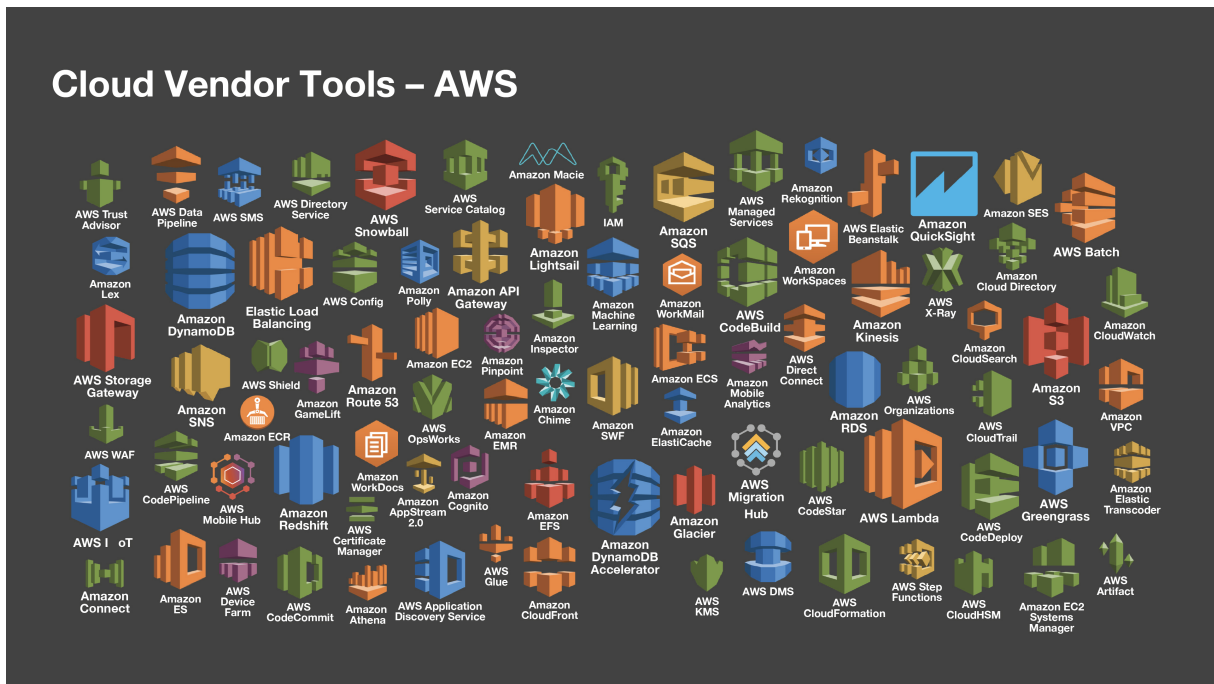 Cloud Vendor Tools – AWS
AWS Trust
Advisor
AWS Data
Pipeline
AWS SMS
AWS Directory
Service
AWS
Snowball
AWS
Service Catalog
Amazon Macie
IAM
Amazon
SQS
AWS
Managed
Services
Amazon
Rekognition
AWS Elastic
Beanstalk
Amazon
QuickSight
Amazon SES
AWS Batch
Amazon
Lex
Amazon
DynamoDB
Elastic Load
Balancing
AWS Config
Amazon
Polly
Amazon API
Gateway
Amazon
Lightsail
Amazon
Machine
Learning
Amazon
WorkMail
AWS
CodeBuild
Amazon
WorkSpaces
Amazon
Kinesis
AWS
X-Ray
Amazon
Cloud Directory
Amazon
CloudWatch
AWS Storage
Gateway
Amazon
SNS
AWS Shield
Amazon
GameLift
Amazon
Route 53
Amazon EC2
Amazon
Pinpoint
Amazon
Inspector
Amazon ECS
Amazon
Mobile
Analytics
AWS
Direct
Connect
Amazon
CloudSearch
Amazon
S3
AWS WAF
Amazon ECR
AWS
OpsWorks
Amazon
EMR
Amazon
Chime
Amazon
SWF
Amazon
ElastiCache
Amazon
RDS
AWS
Organizations
AWS
CloudTrail
Amazon
VPC
AWS I oT
AWS
CodePipeline
AWS
Mobile Hub
Amazon
Redshift
Amazon
WorkDocs
AWS
Certificate
Manager
Amazon
AppStream
2.0
Amazon
Cognito
Amazon
EFS
Amazon
DynamoDB
Accelerator
Amazon
Glacier
AWS
Migration
Hub
AWS
CodeStar
AWS Lambda
AWS
CodeDeploy
AWS
Greengrass
Amazon
Elastic
Transcoder
Amazon
Connect
Amazon
ES
AWS
Device
Farm
AWS
CodeCommit
Amazon
Athena
AWS Application
Discovery Service
AWS
Glue
Amazon
CloudFront
AWS
KMS
AWS DMS
AWS
CloudFormation
AWS Step
Functions
AWS
CloudHSM
Amazon EC2
Systems
Manager
AWS
Artifact